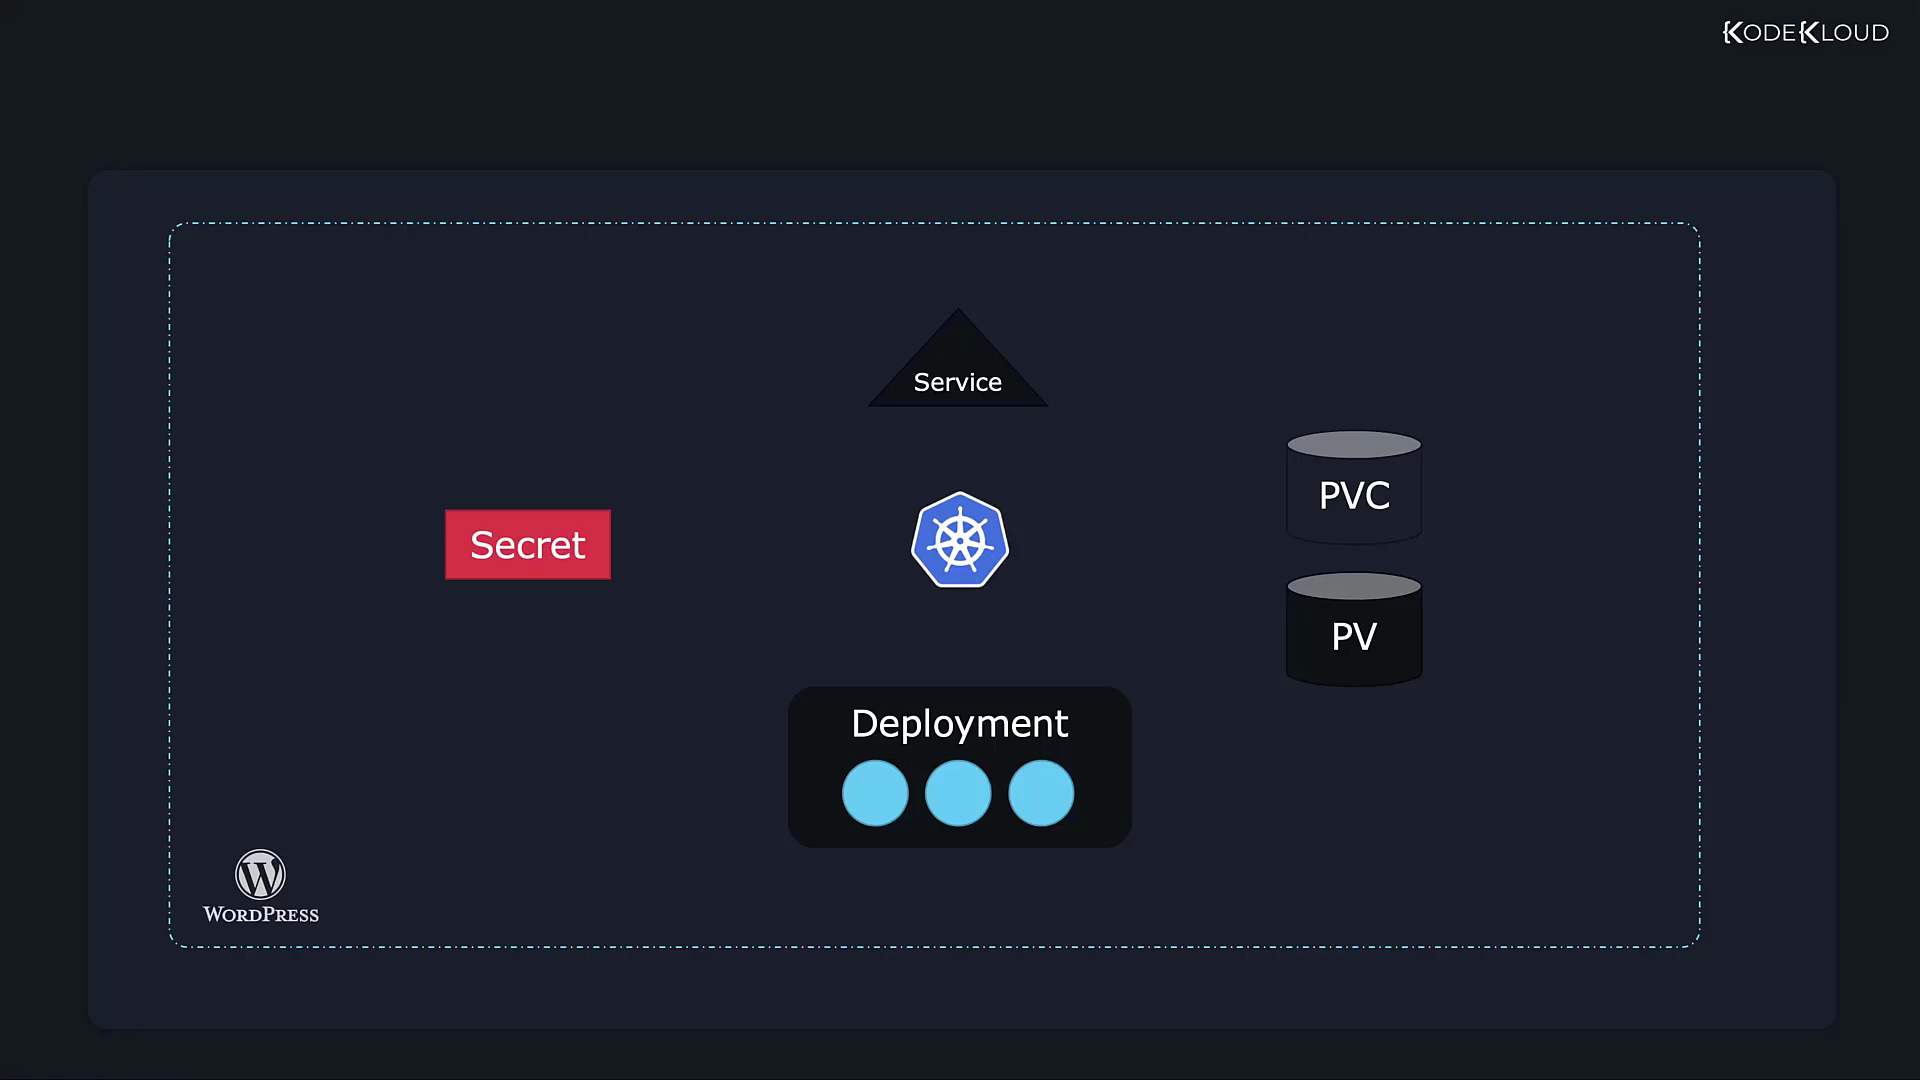 KODEKLOUD
Service
PVC
Secret
PV
Deployment
WORDPRESS